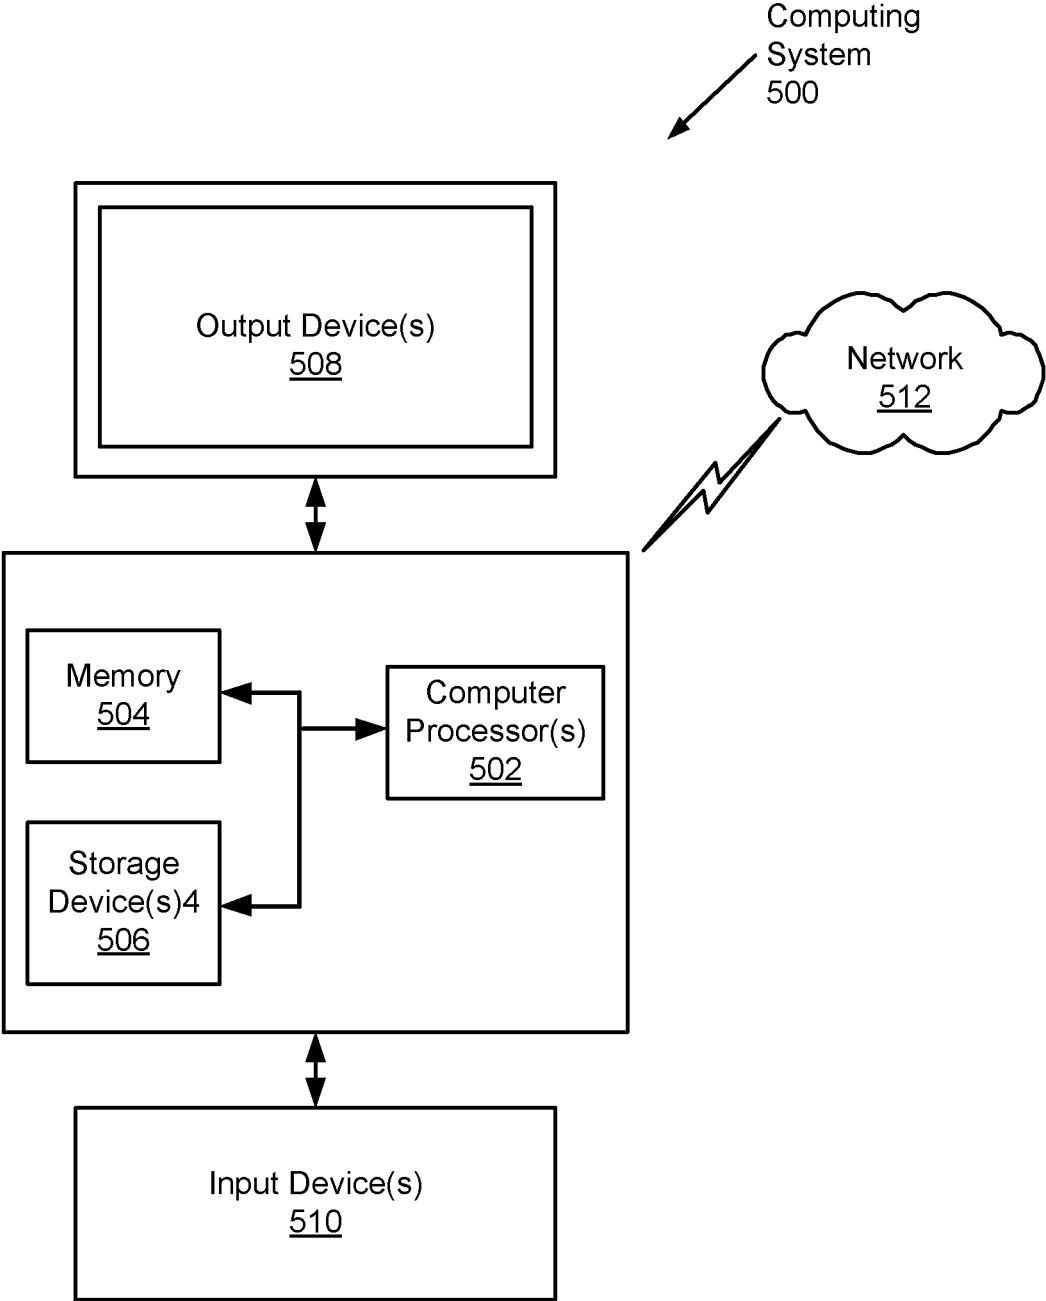 Computing
System
500
Output Device(s)
508
Network
512
Memory
504
Computer
Processor(s)
502
Storage
Device(s)4
506
Input Device(s)
510